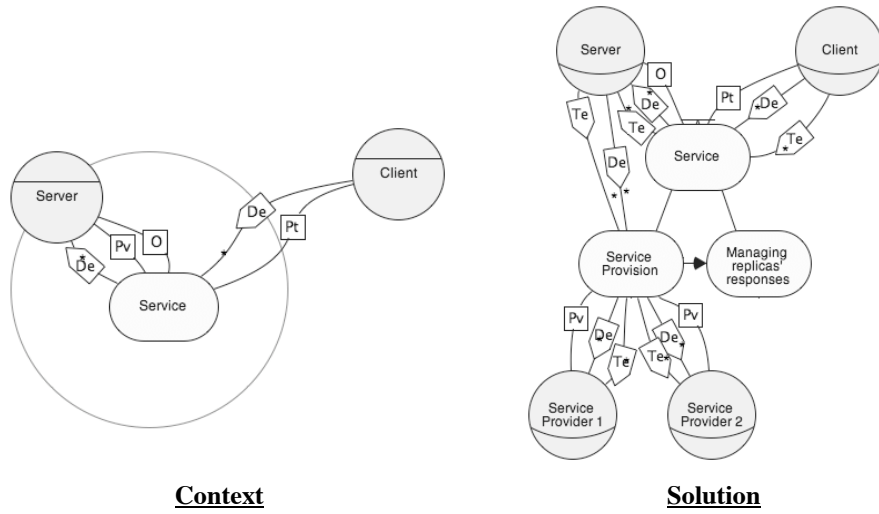 Server
Client
De
Pt
Pv
O
De
*
*
Service
Context
Server
Client
O
Pt
De
*
De
*
Te
*
Te
*
Te
Service
De
*
*
Service
Provision
Managing
replicas'
responses
Pv
De
*
Te
*
De
*
Te
*
Pv
Service
Provider 1
Service
Provider 2
Solution